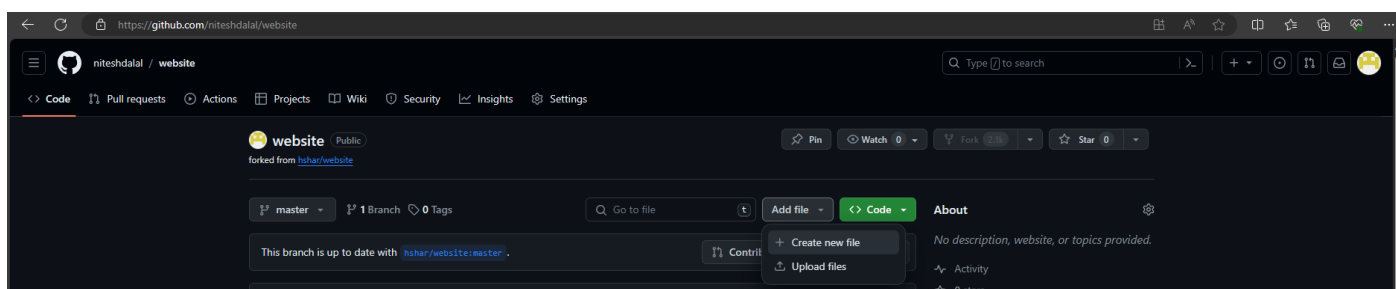 https://github.com/niteshdalal/website
niteshdalal / website
Type / to search
Code Pull requests Actions Projects Wiki Security Insights Settings
website Public
Pin Watch 0 Fork 2.1k Star 0
forked from hshar/website
master 1 Branch 0 Tags Go to file t Add file Code About
Create new file
No description, website, or topics provided.
This branch is up to date with hshar/website:master . Contrib
Upload files
Activity